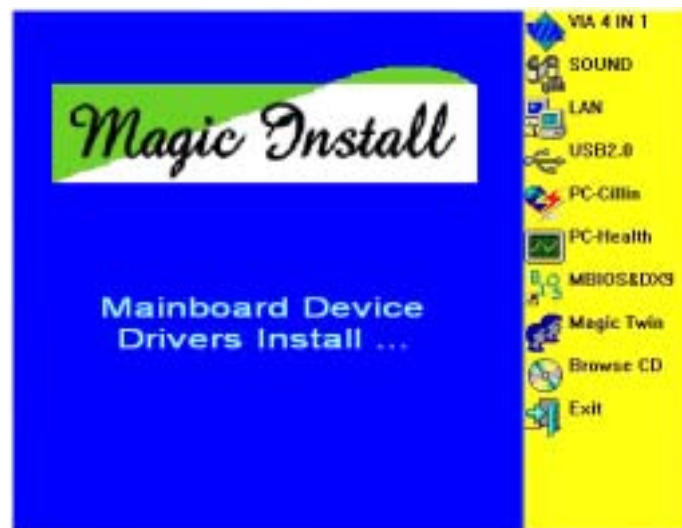 Magic Install
Mainboard Device
Drivers Install ...
VIA 4 IN 1
SOUND
LAN
USB2.0
PC-Cillin
PC-Health
MBIOS&DX9
Magic Twin
Browse CD
Exit